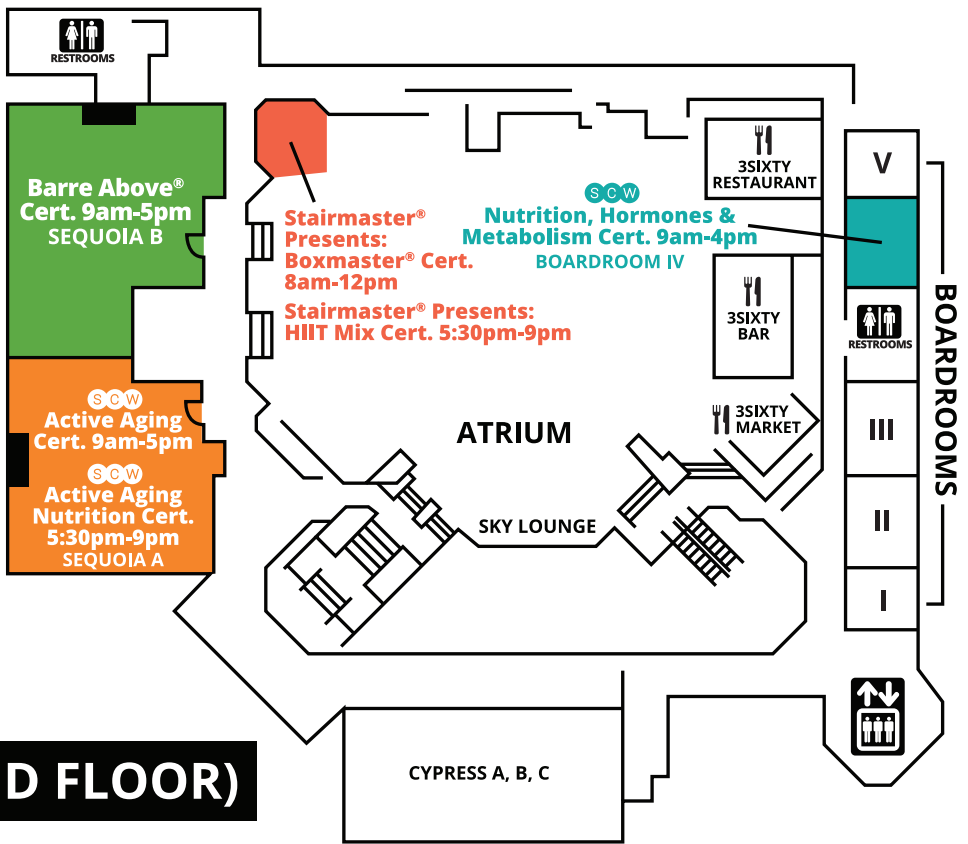 RESTROOMS
Barre Above®
Cert. 9am-5pm
SEQUOIA B
SCW
Active Aging
Cert. 9am-5pm
SCW
Active Aging
Nutrition Cert.
5:30pm-9pm
SEQUOIA A
Stairmaster®
Presents:
Boxmaster® Cert.
8am-12pm
Stairmaster® Presents:
HIIT Mix Cert. 5:30pm-9pm
SCW
Nutrition, Hormones &
Metabolism Cert. 9am-4pm
BOARDROOM IV
3SIXTY
RESTAURANT
3SIXTY
BAR
3SIXTY
MARKET
ATRIUM
SKY LOUNGE
V
RESTROOMS
III
II
I
BOARDROOMS
CYPRESS A, B, C
D FLOOR)